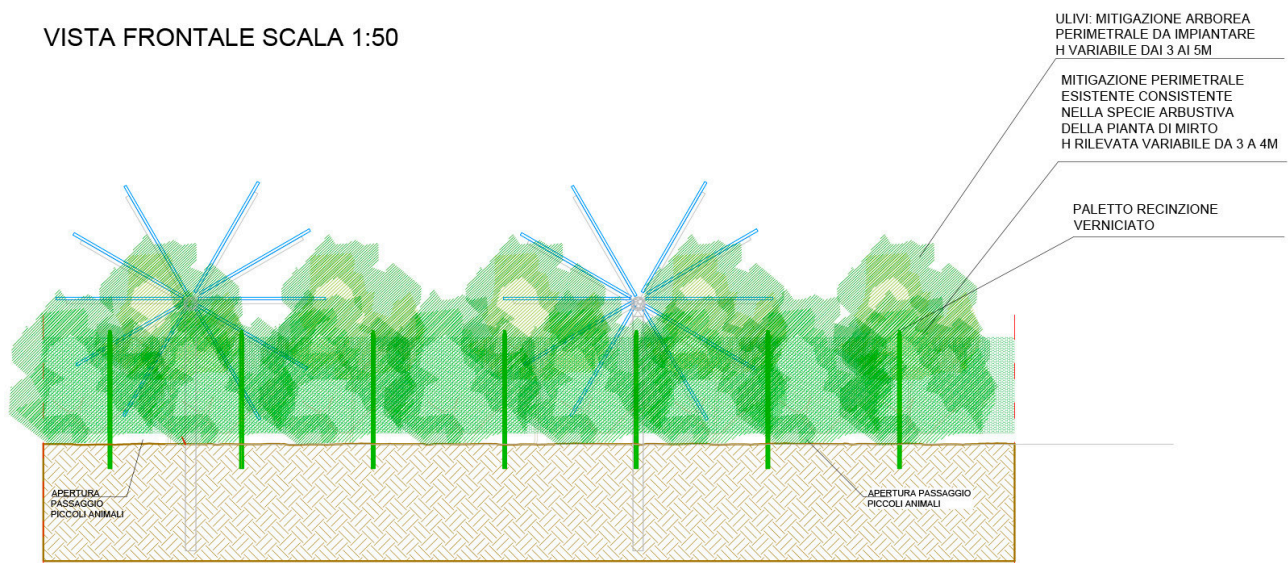 VISTA FRONTALE SCALA 1:50
ULIVI: MITIGAZIONE ARBOREA
PERIMETRALE DA IMPIANTARE
H VARIABILE DAI 3 AI 5M
MITIGAZIONE PERIMETRALE
ESISTENTE CONSISTENTE
NELLA SPECIE ARBUSTIVA
DELLA PIANTA DI MIRTO
H RILEVATA VARIABILE DA 3 A 4M
PALETTO RECINZIONE
VERNICIATO
APERTURA
PASSAGGIO
PICCOLI ANIMALI
APERTURA PASSAGGIO
PICCOLI ANIMALI